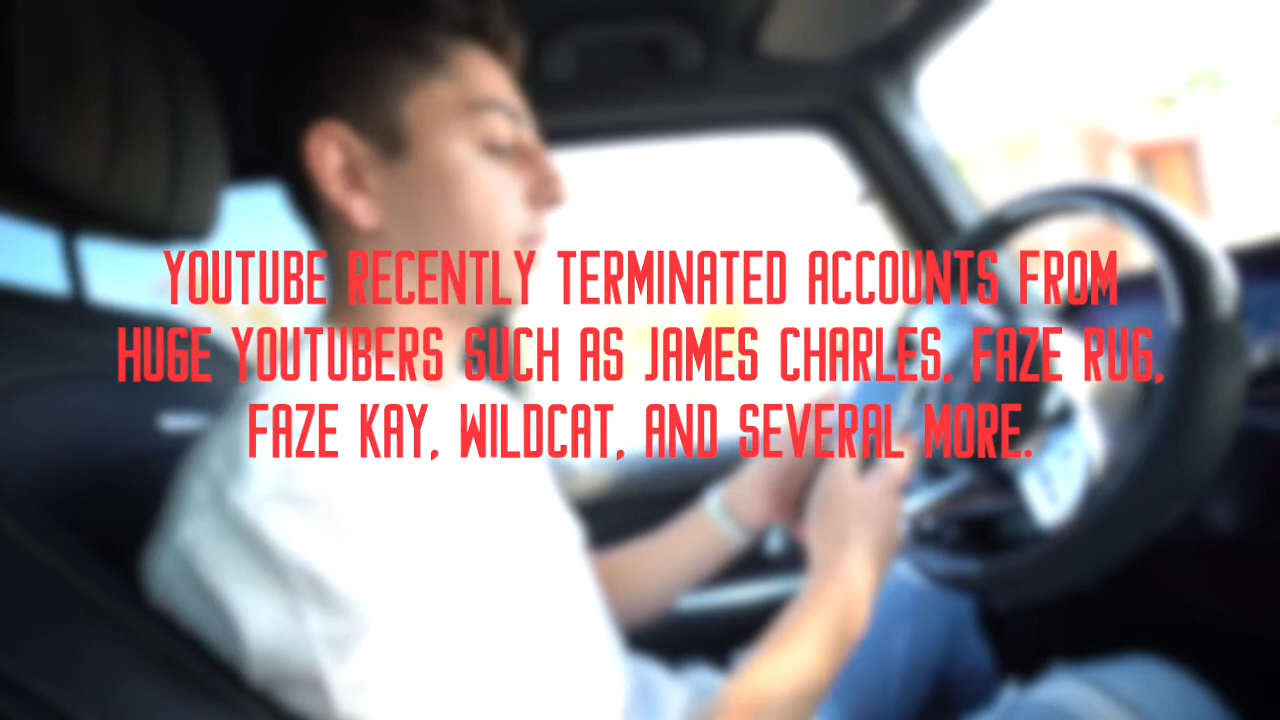 YOUTUBE RECENTLY TERMINATED ACCOUNTS FROM
HUGE YOUTUBERS SUCH AS JAMES CHARLES, FAZE RUG,
FAZE KAY, WILDCAT, AND SEVERAL MORE.